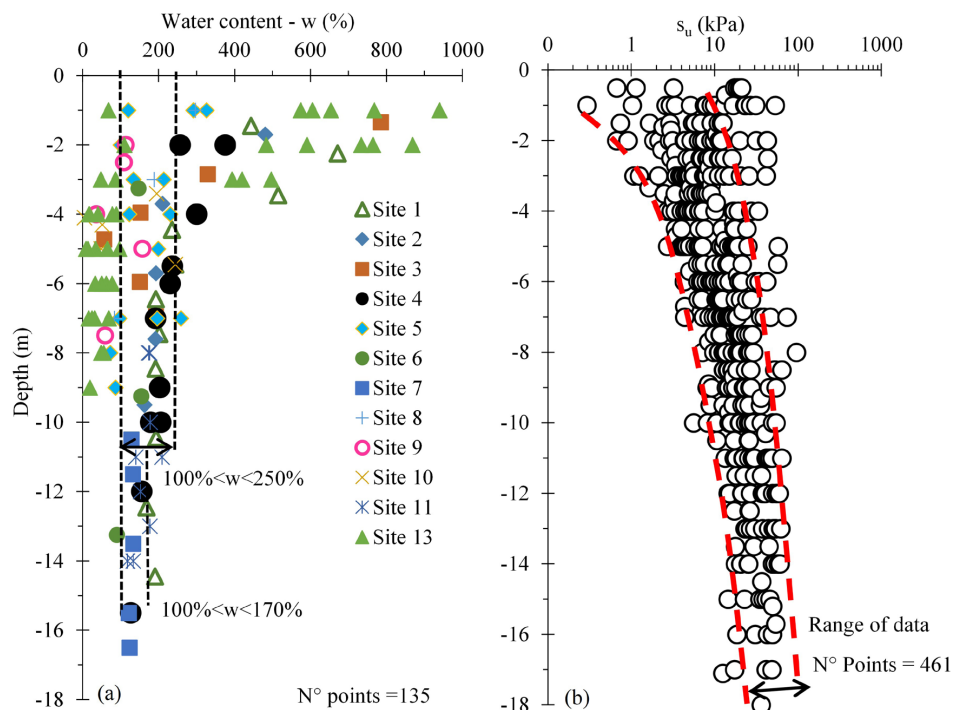 Water content - w (%)
0 200 400 600 800 1000
0
-2
-4
-6
-8
-10
-12
-14
-16
-18
Depth (m)
Site 1
Site 2
Site 3
Site 4
Site 5
Site 6
Site 7
Site 8
Site 9
Site 10
Site 11
Site 13
100%<w<250%
100%<w<170%
(a)
N° points =135
su (kPa)
0 1 10 100 1000
0
-2
-4
-6
-8
-10
-12
-14
-16
-18
Range of data
N° Points = 461
(b)